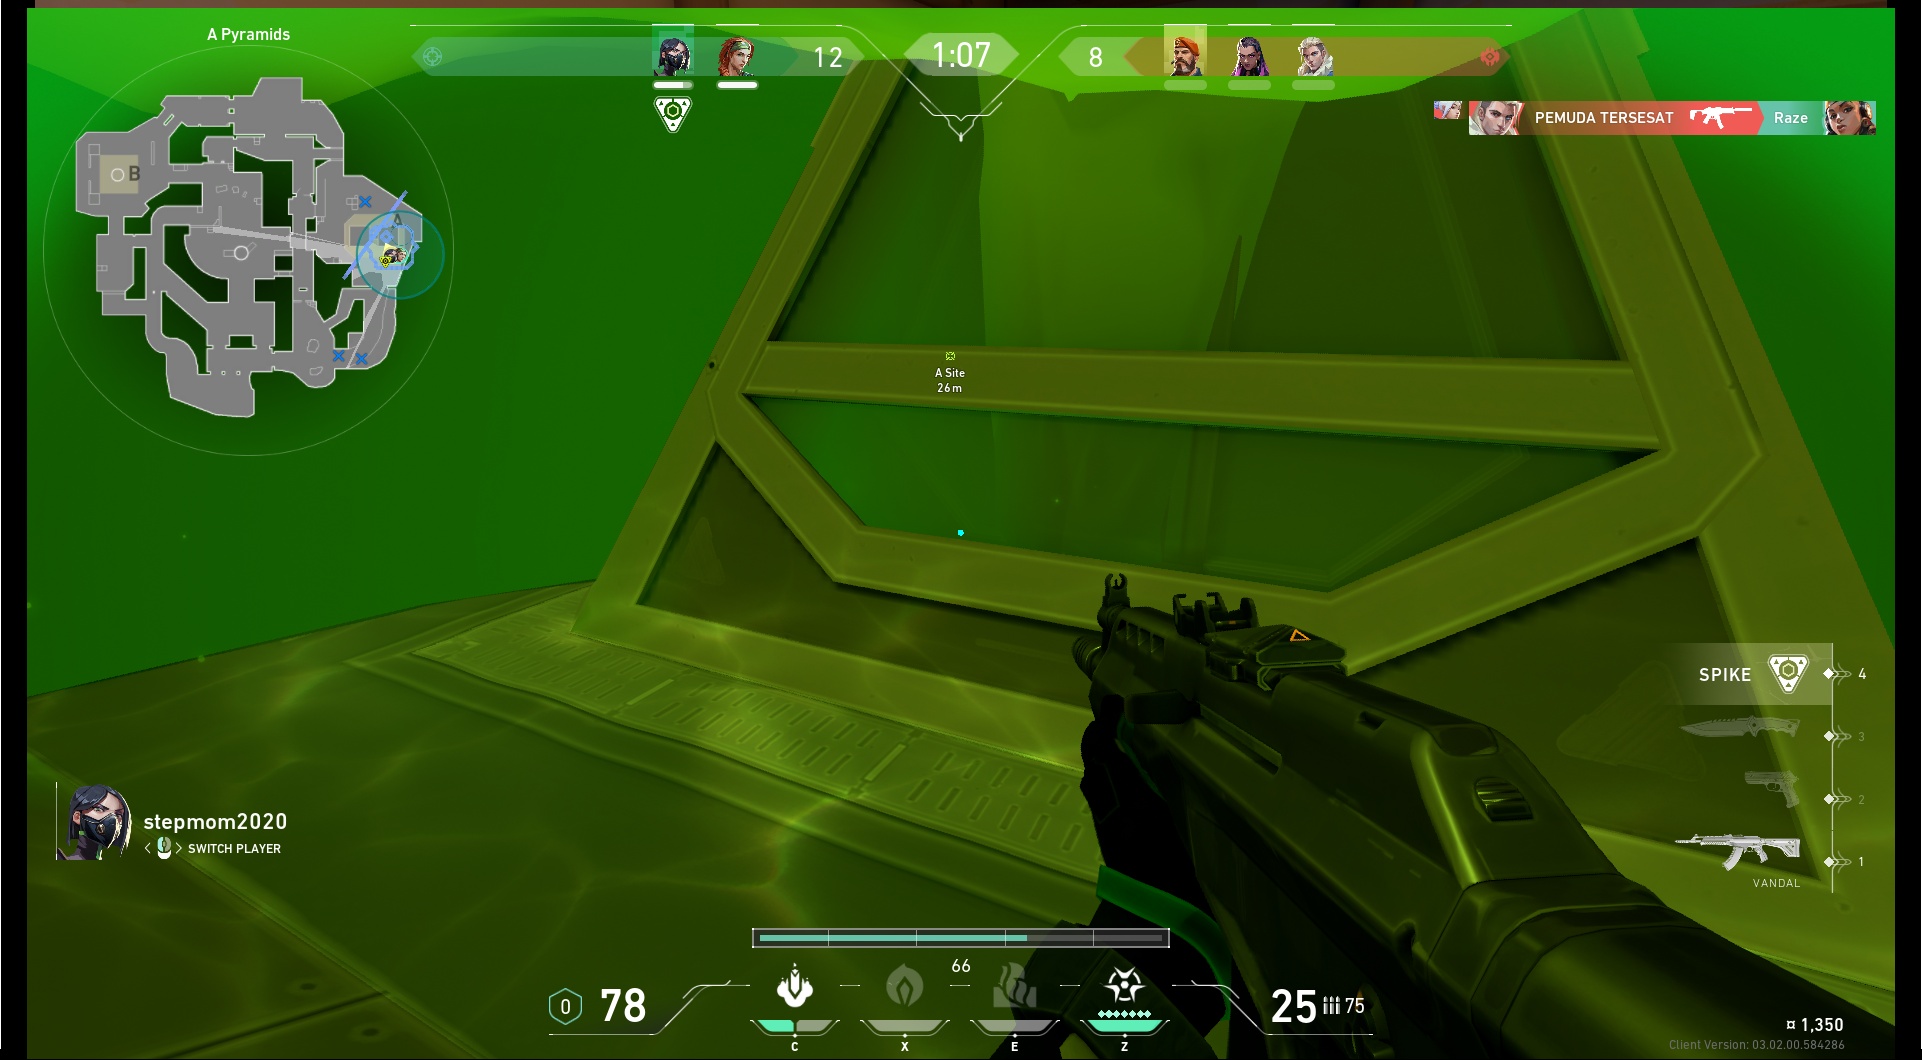 A Pyramids
12
1:07
8
PEMUDA TERSESAT
Raze
B
A
A Site
26m
SPIKE
4
3
2
1
VANDAL
stepmom2020
< > SWITCH PLAYER
66
0
78
25
75
C
X
E
Z
¤ 1,350
Client Version: 03.02.00.584286